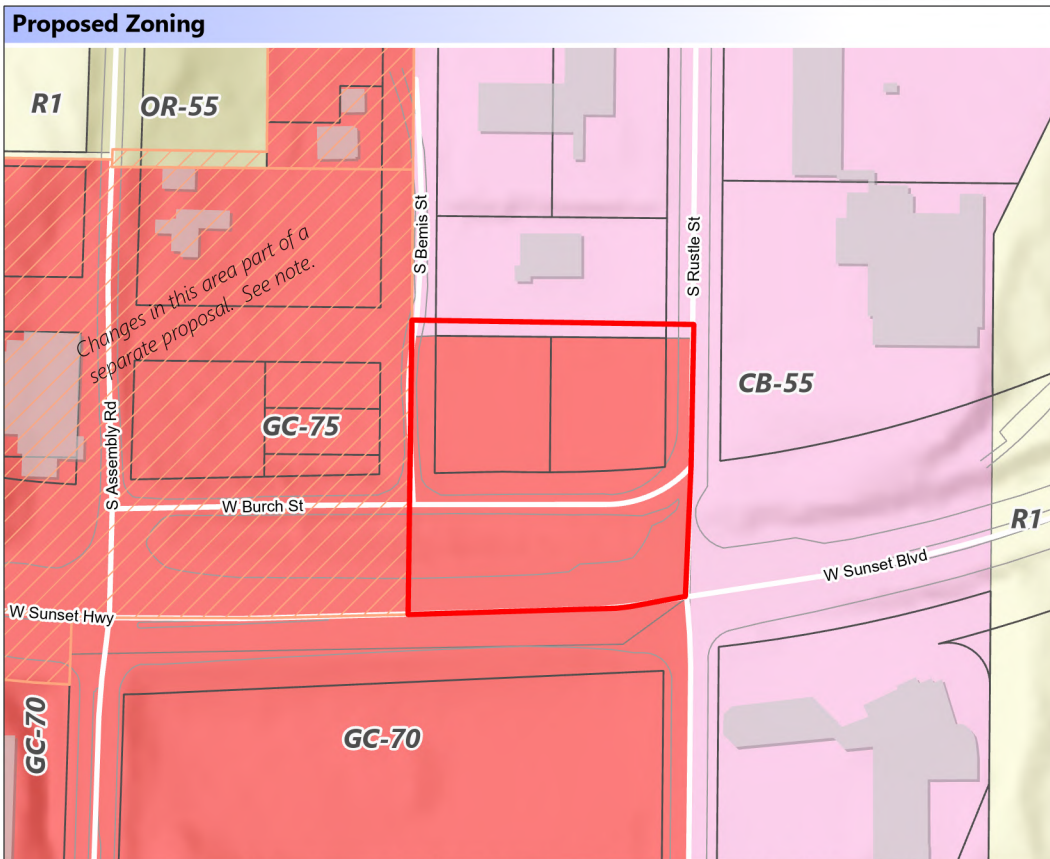 Proposed Zoning
R1
OR-55
S Bemis St
S Rustle St
Changes in this area part of a
separate proposal. See note.
CB-55
GC-75
S Assembly Rd
W Burch St
R1
W Sunset Blvd
W Sunset Hwy
GC-70
GC-70